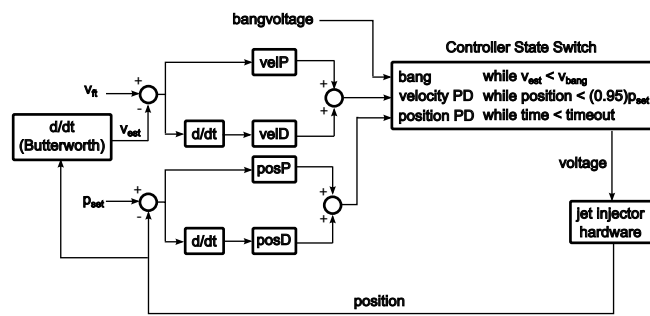 bangvoltage
Controller State Switch
bang while v_est < v_bang
velocity PD while position < (0.95)p_set
position PD while time < timeout
v_ft
+
-
velP
+
+
d/dt
(Butterworth)
v_est
d/dt
velD
posP
p_set
+
-
+
+
d/dt
posD
voltage
jet injector
hardware
position